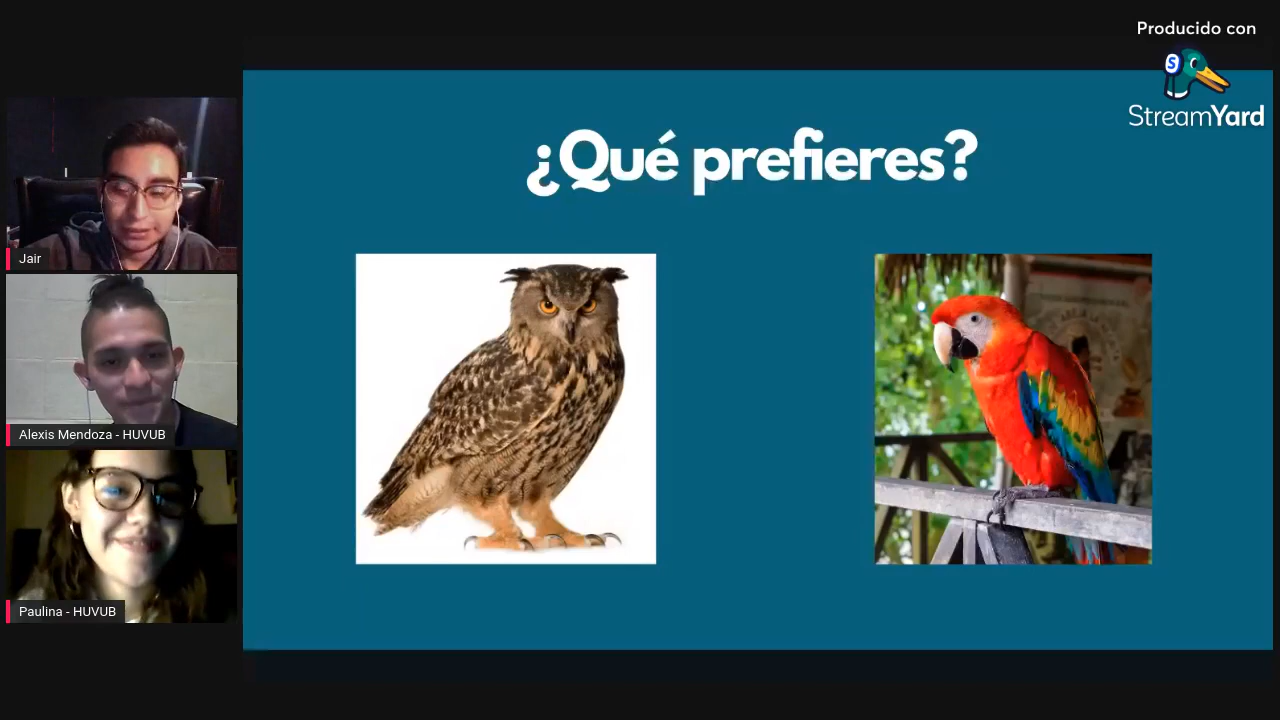 Producido con
StreamYard
¿Qué prefieres?
Jair
Alexis Mendoza - HUVUB
Paulina - HUVUB